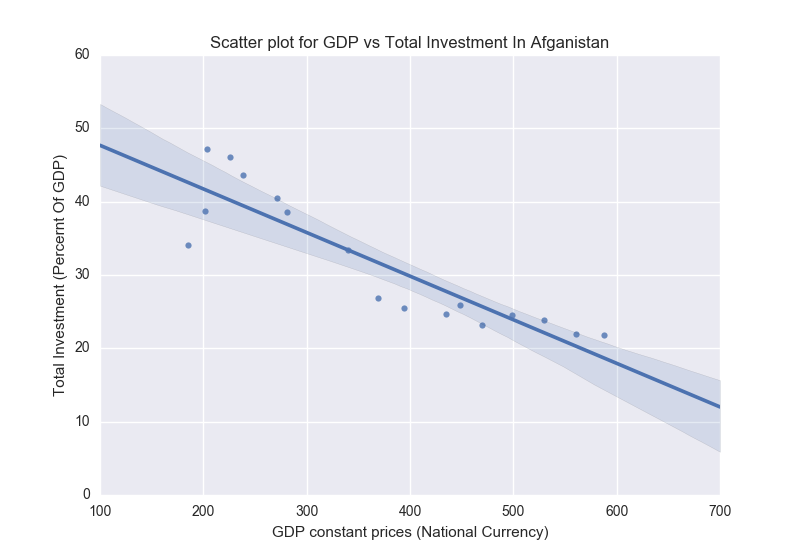 Scatter plot for GDP vs Total Investment In Afganistan
60
50
40
30
20
10
0
Total Investment (Percernt Of GDP)
100 200 300 400 500 600 700
GDP constant prices (National Currency)